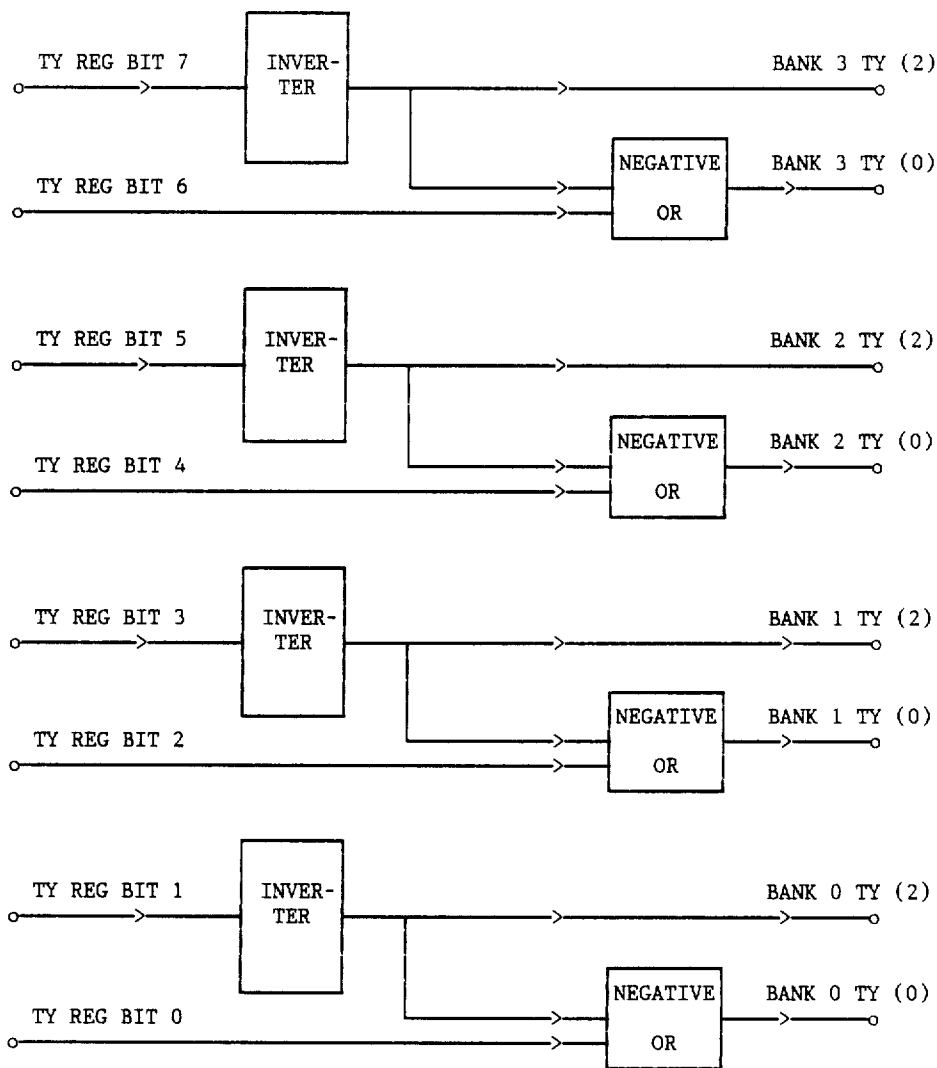 TY REG BIT 7
INVER-
TER
BANK 3 TY (2)
TY REG BIT 6
NEGATIVE
OR
BANK 3 TY (0)
TY REG BIT 5
INVER-
TER
BANK 2 TY (2)
TY REG BIT 4
NEGATIVE
OR
BANK 2 TY (0)
TY REG BIT 3
INVER-
TER
BANK 1 TY (2)
TY REG BIT 2
NEGATIVE
OR
BANK 1 TY (0)
TY REG BIT 1
INVER-
TER
BANK 0 TY (2)
TY REG BIT 0
NEGATIVE
OR
BANK 0 TY (0)